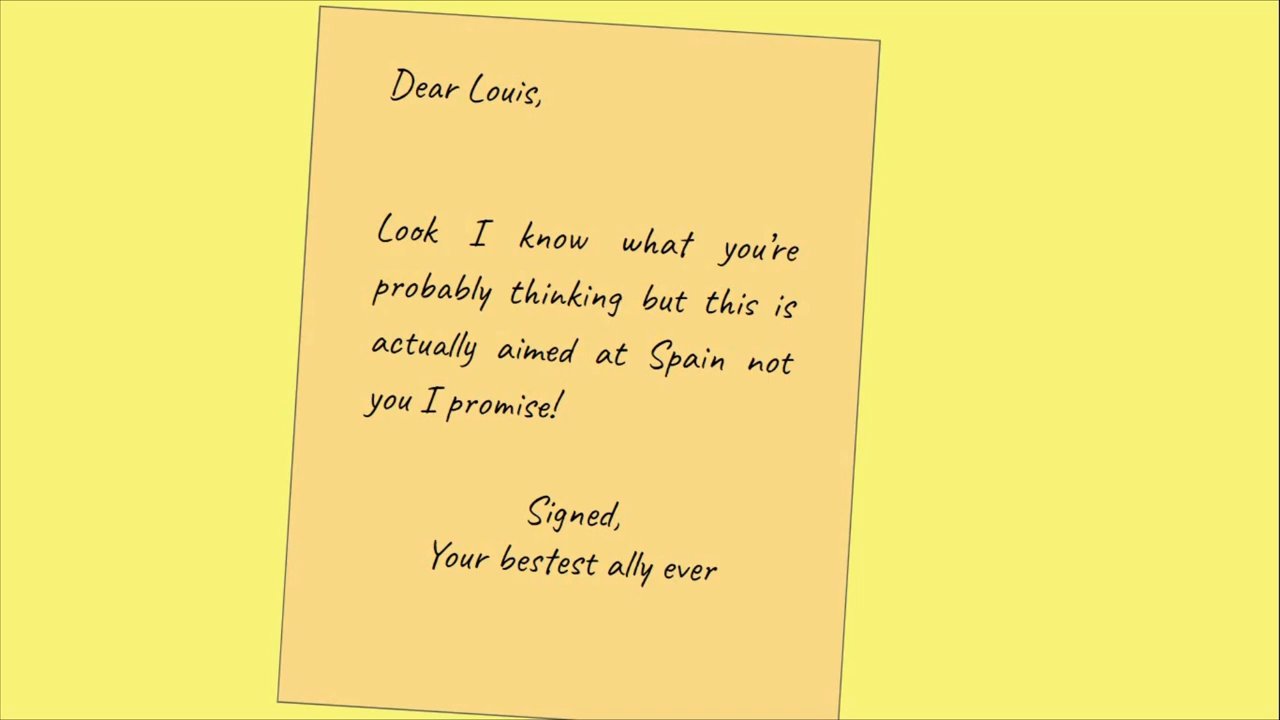 Dear Louis,
Look I know what you're
probably thinking but this is
actually aimed at Spain not
you I promise!
Signed,
Your bestest ally ever